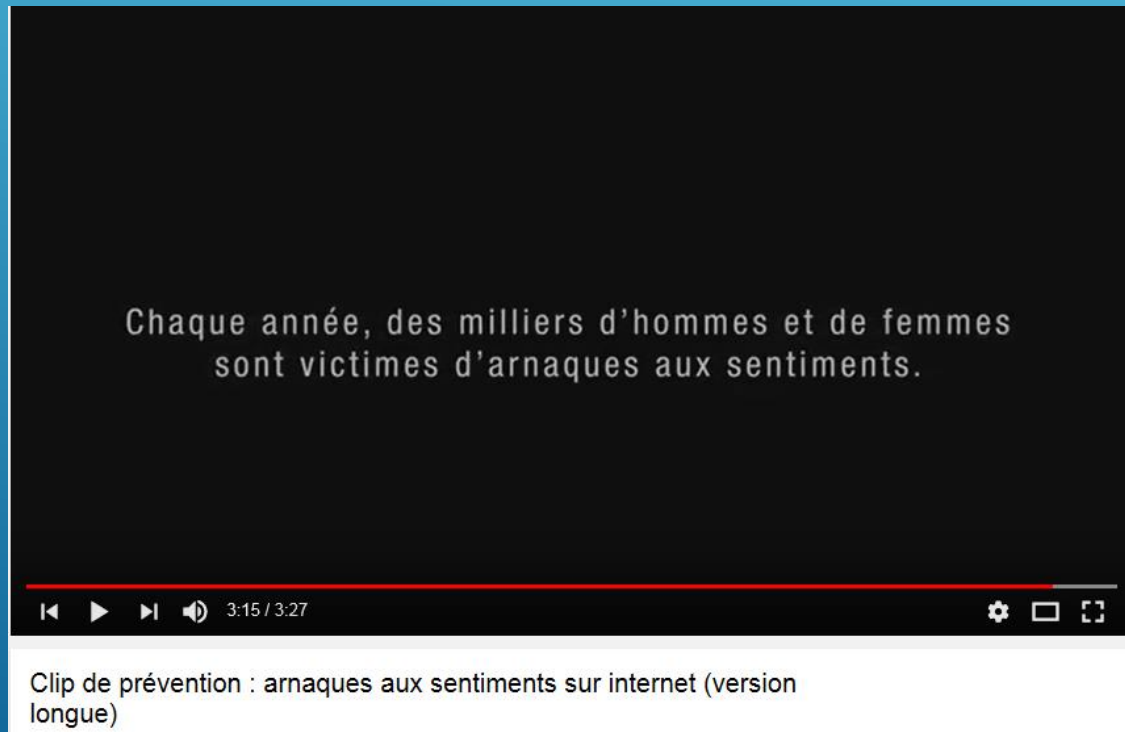 Chaque année, des milliers d'hommes et de femmes
sont victimes d'arnaques aux sentiments.
3:15 / 3:27
Clip de prévention : arnaques aux sentiments sur internet (version
longue)